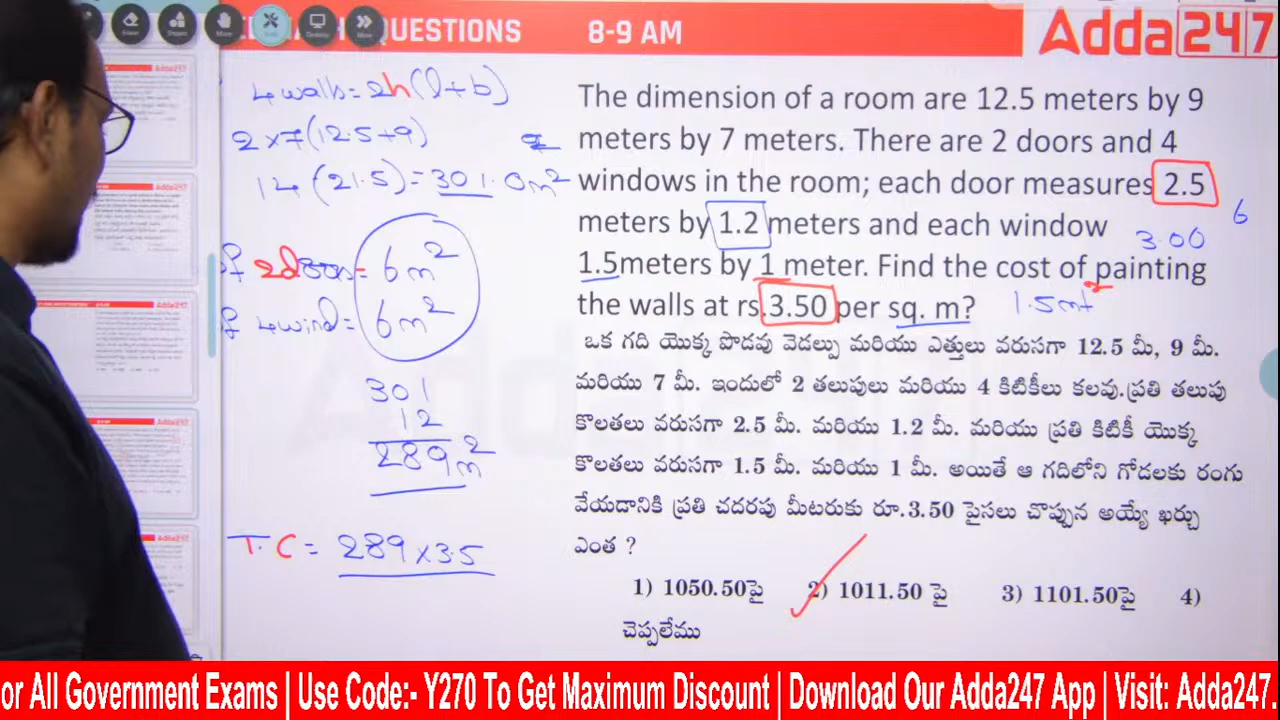 QUESTIONS 8-9 AM
Adda247
4 walls = 2h(l+b)
2×7(12.5+9)
14(21.5)=301.0m²
= 6m²
= 6m²
301
12
289m²
T.C = 289×3.5
The dimension of a room are 12.5 meters by 9
meters by 7 meters. There are 2 doors and 4
windows in the room; each door measures 2.5
meters by 1.2 meters and each window
1.5meters by 1 meter. Find the cost of painting
the walls at rs.3.50 per sq. m?
6
3.00
1.5mt²
ఒక గది యొక్క పొడవు వెడల్పు మరియు ఎత్తులు వరుసగా 12.5 మీ, 9 మీ.
మరియు 7 మీ. ఇందులో 2 తలుపులు మరియు 4 కిటికీలు కలవు.ప్రతి తలుపు
కొలతలు వరుసగా 2.5 మీ. మరియు 1.2 మీ. మరియు ప్రతి కిటికీ యొక్క
కొలతలు వరుసగా 1.5 మీ. మరియు 1 మీ. అయితే ఆ గదిలోని గోడలకు రంగు
వేయడానికి ప్రతి చదరపు మీటరుకు రూ.3.50 పైసలు చొప్పున అయ్యే ఖర్చు
ఎంత ?
1) 1050.50పై 2) 1011.50 పై 3) 1101.50పై 4)
చెప్పలేము
or All Government Exams | Use Code:- Y270 To Get Maximum Discount | Download Our Adda247 App | Visit: Adda247.